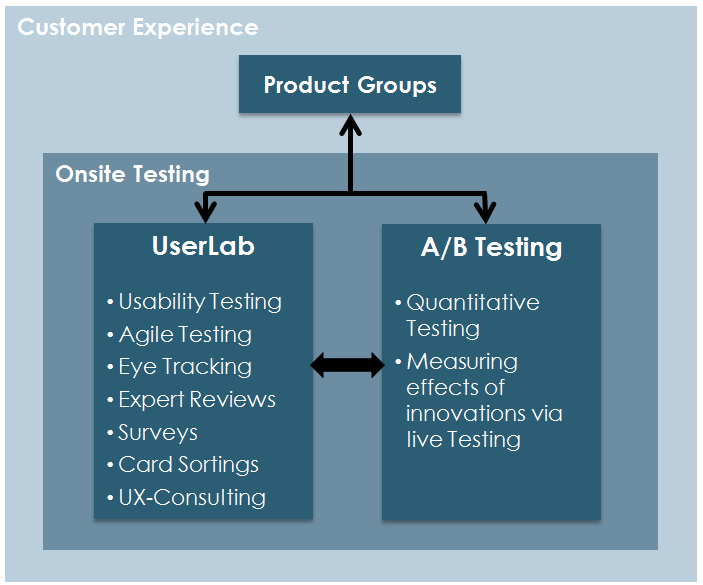 Customer Experience
Product Groups
Onsite Testing
UserLab
• Usability Testing
• Agile Testing
• Eye Tracking
• Expert Reviews
• Surveys
• Card Sortings
• UX-Consulting
A/B Testing
• Quantitative
Testing
• Measuring
effects of
innovations via
live Testing